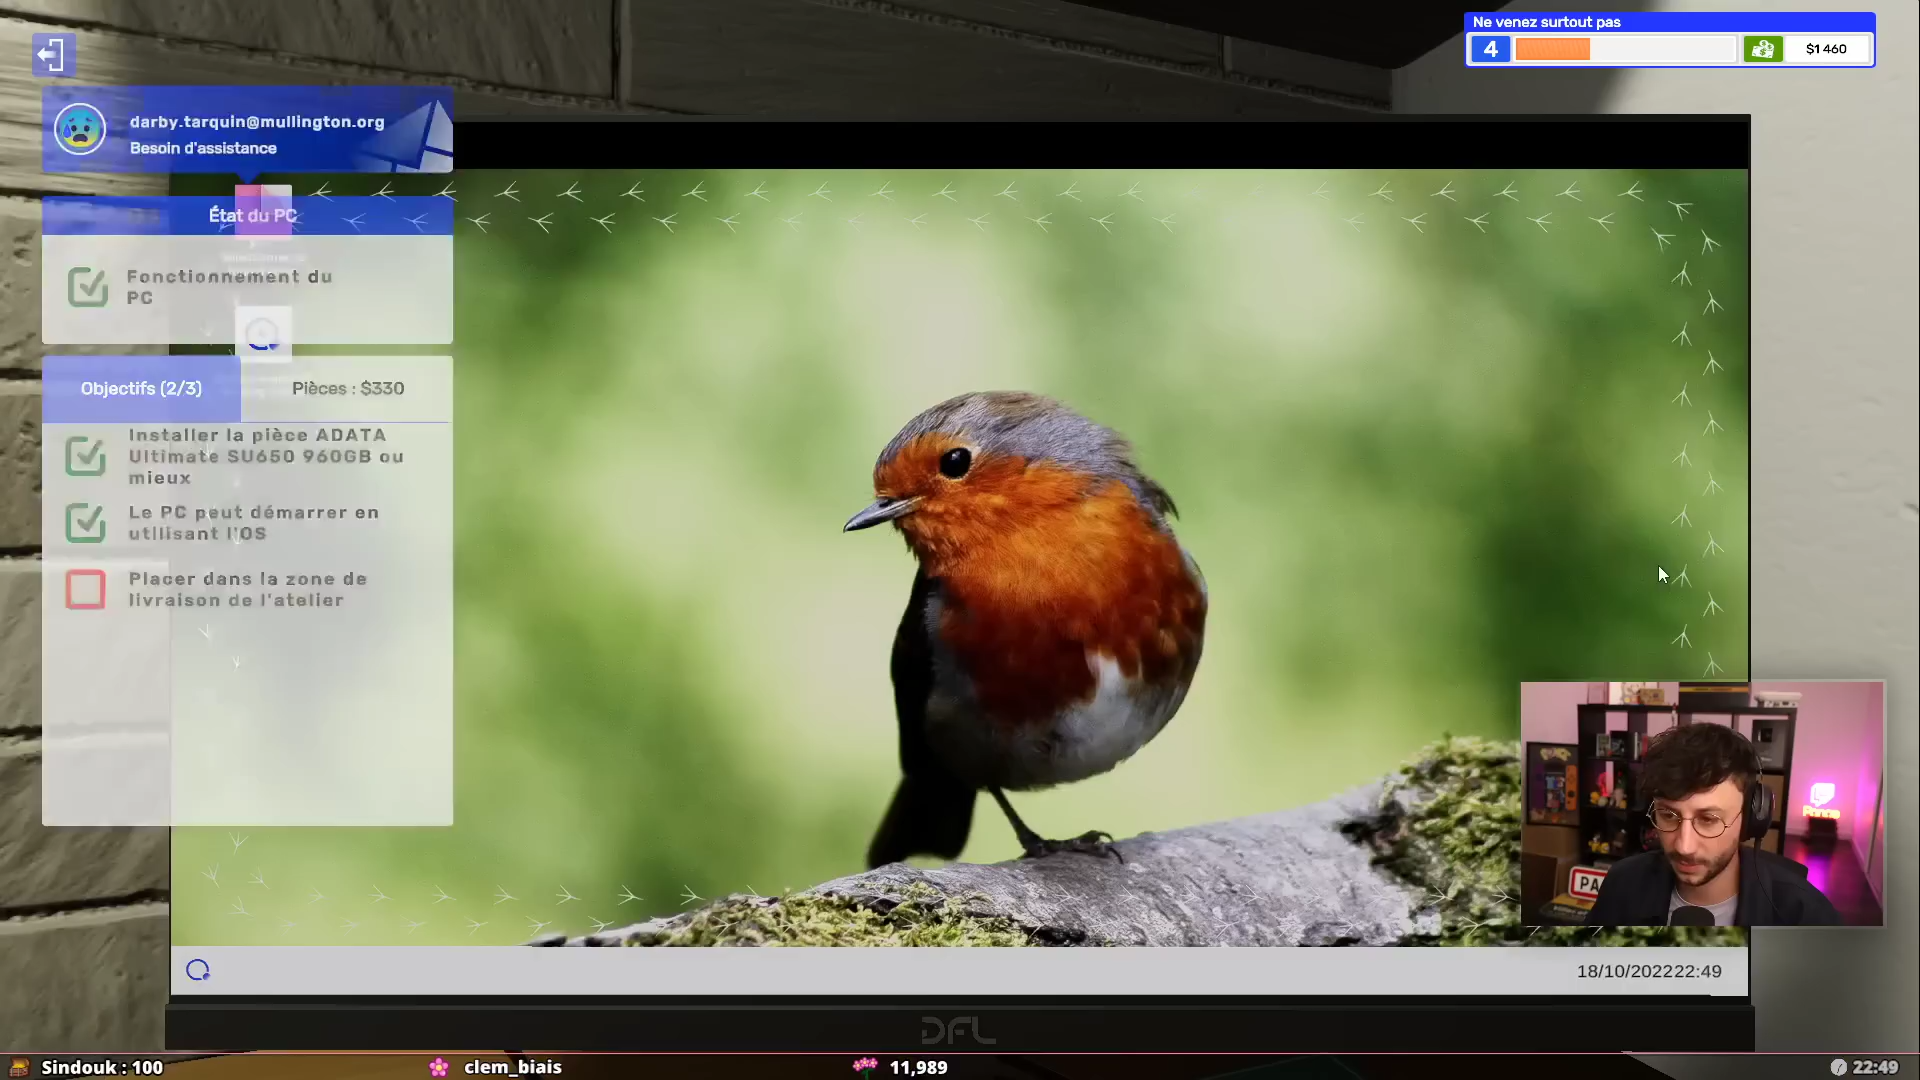 Ne venez surtout pas
4
$1 460
darby.tarquin@mullington.org
Besoin d'assistance
État du PC
Fonctionnement du
PC
Objectifs (2/3)
Pièces : $330
Installer la pièce ADATA
Ultimate SU650 960GB ou
mieux
Le PC peut démarrer en
utilisant l'OS
Placer dans la zone de
livraison de l'atelier
18/10/202222:49
DFL
Sindouk : 100
clem_biais
11,989
22:49